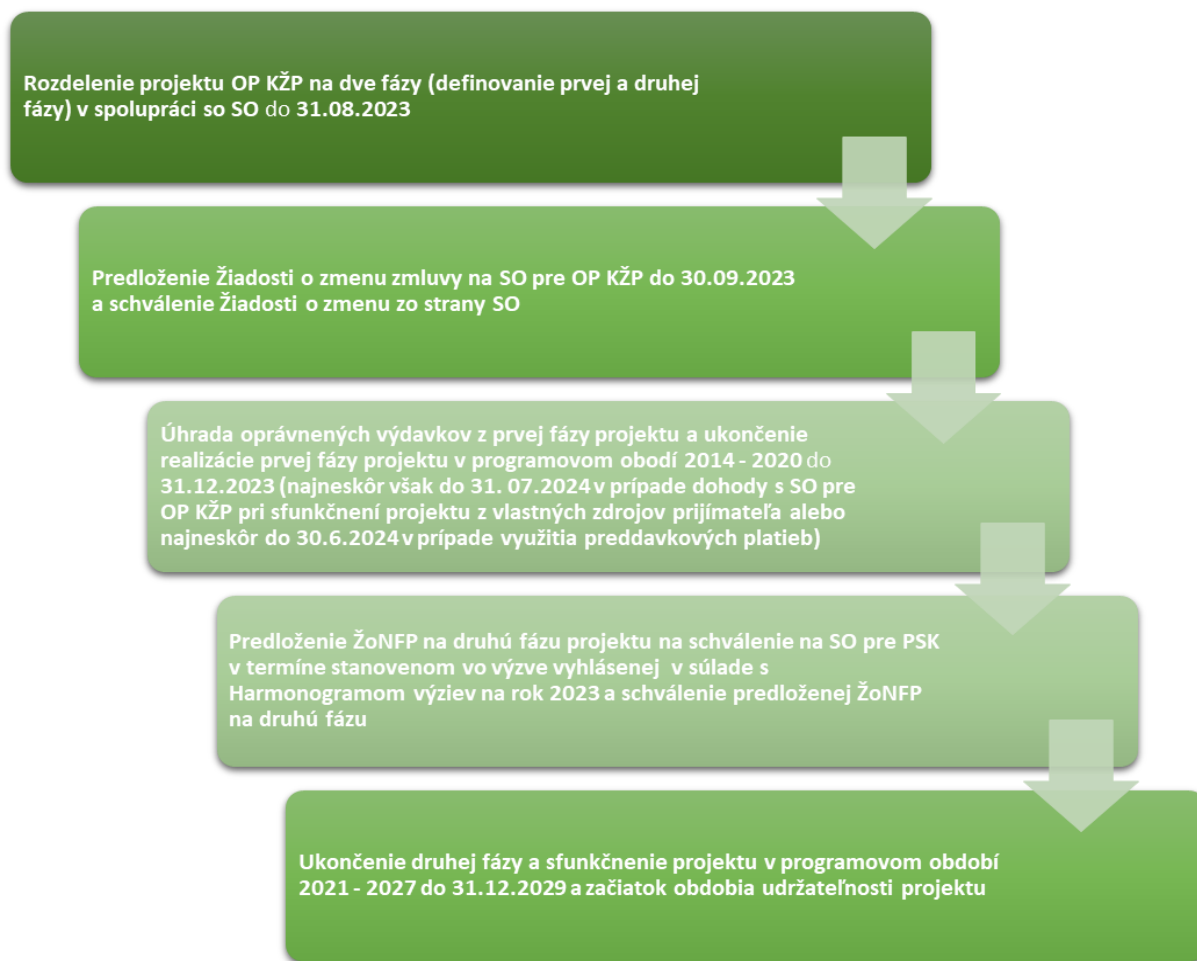 Rozdelenie projektu OP KŽP na dve fázy (definovanie prvej a druhej
fázy) v spolupráci so SO do 31.08.2023
Predloženie Žiadosti o zmenu zmluvy na SO pre OP KŽP do 30.09.2023
a schválenie Žiadosti o zmenu zo strany SO
Úhrada oprávnených výdavkov z prvej fázy projektu a ukončenie
realizácie prvej fázy projektu v programovom obodí 2014 - 2020 do
31.12.2023 (najneskôr však do 31. 07.2024 v prípade dohody s SO pre
OP KŽP pri sfunkčnení projektu z vlastných zdrojov prijímateľa alebo
najneskôr do 30.6.2024 v prípade využitia preddavkových platieb)
Predloženie ŽoNFP na druhú fázu projektu na schválenie na SO pre PSK
v termíne stanovenom vo výzve vyhlásenej v súlade s
Harmonogramom výziev na rok 2023 a schválenie predloženej ŽoNFP
na druhú fázu
Ukončenie druhej fázy a sfunkčnenie projektu v programovom období
2021 - 2027 do 31.12.2029 a začiatok obdobia udržateľnosti projektu